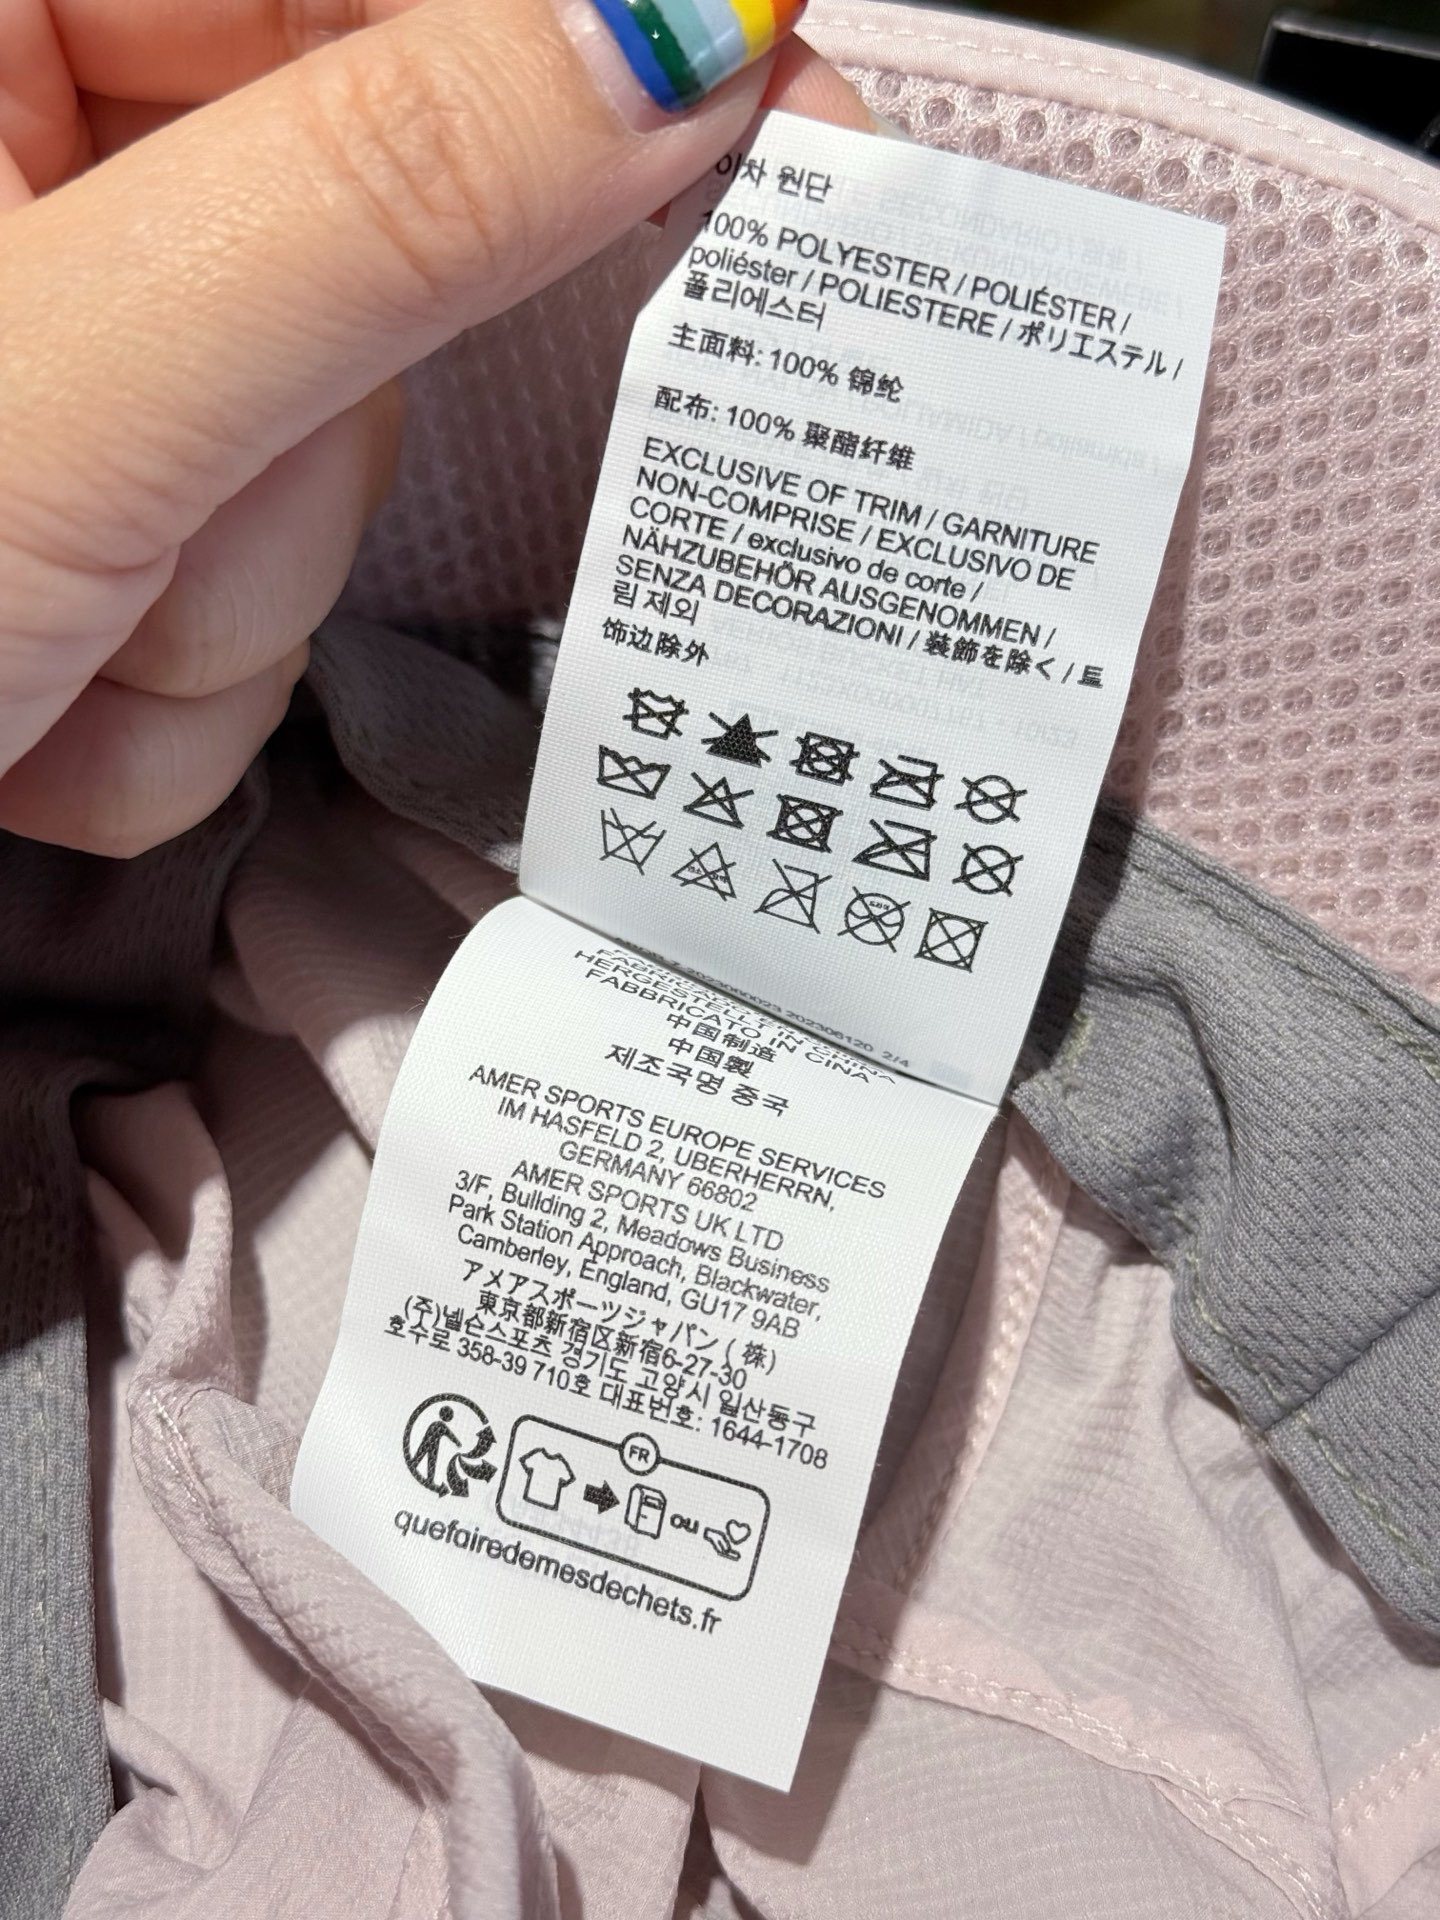 이차 원단
100% POLYESTER / POLIÉSTER /
poliéster / POLIESTERE / ポリエステル /
폴리에스터
主面料: 100% 锦纶
配布: 100% 聚酯纤维
EXCLUSIVE OF TRIM / GARNITURE
NON-COMPRISE / EXCLUSIVO DE
CORTE / exclusivo de corte /
NÄHZUBEHÖR AUSGENOMMEN /
SENZA DECORAZIONI / 装飾を除く / 트
림 제외
饰边除外
202306120 2/4
FABRICADO EN CHINA
HERGESTELLT IN CHINA
FABBRICATO IN CINA
中国制造
中国製
제조국명 중국
AMER SPORTS EUROPE SERVICES
IM HASFELD 2, UBERHERRN,
GERMANY 66802
AMER SPORTS UK LTD
3/F, Building 2, Meadows Business
Park Station Approach, Blackwater,
Camberley, England, GU17 9AB
アメアスポーツジャパン ( 株)
東京都新宿区新宿6-27-30
(주)넬슨스포츠 경기도 고양시 일산동구
호수로 358-39 710호 대표번호: 1644-1708
FR
ou
quefairedemesdechets.fr